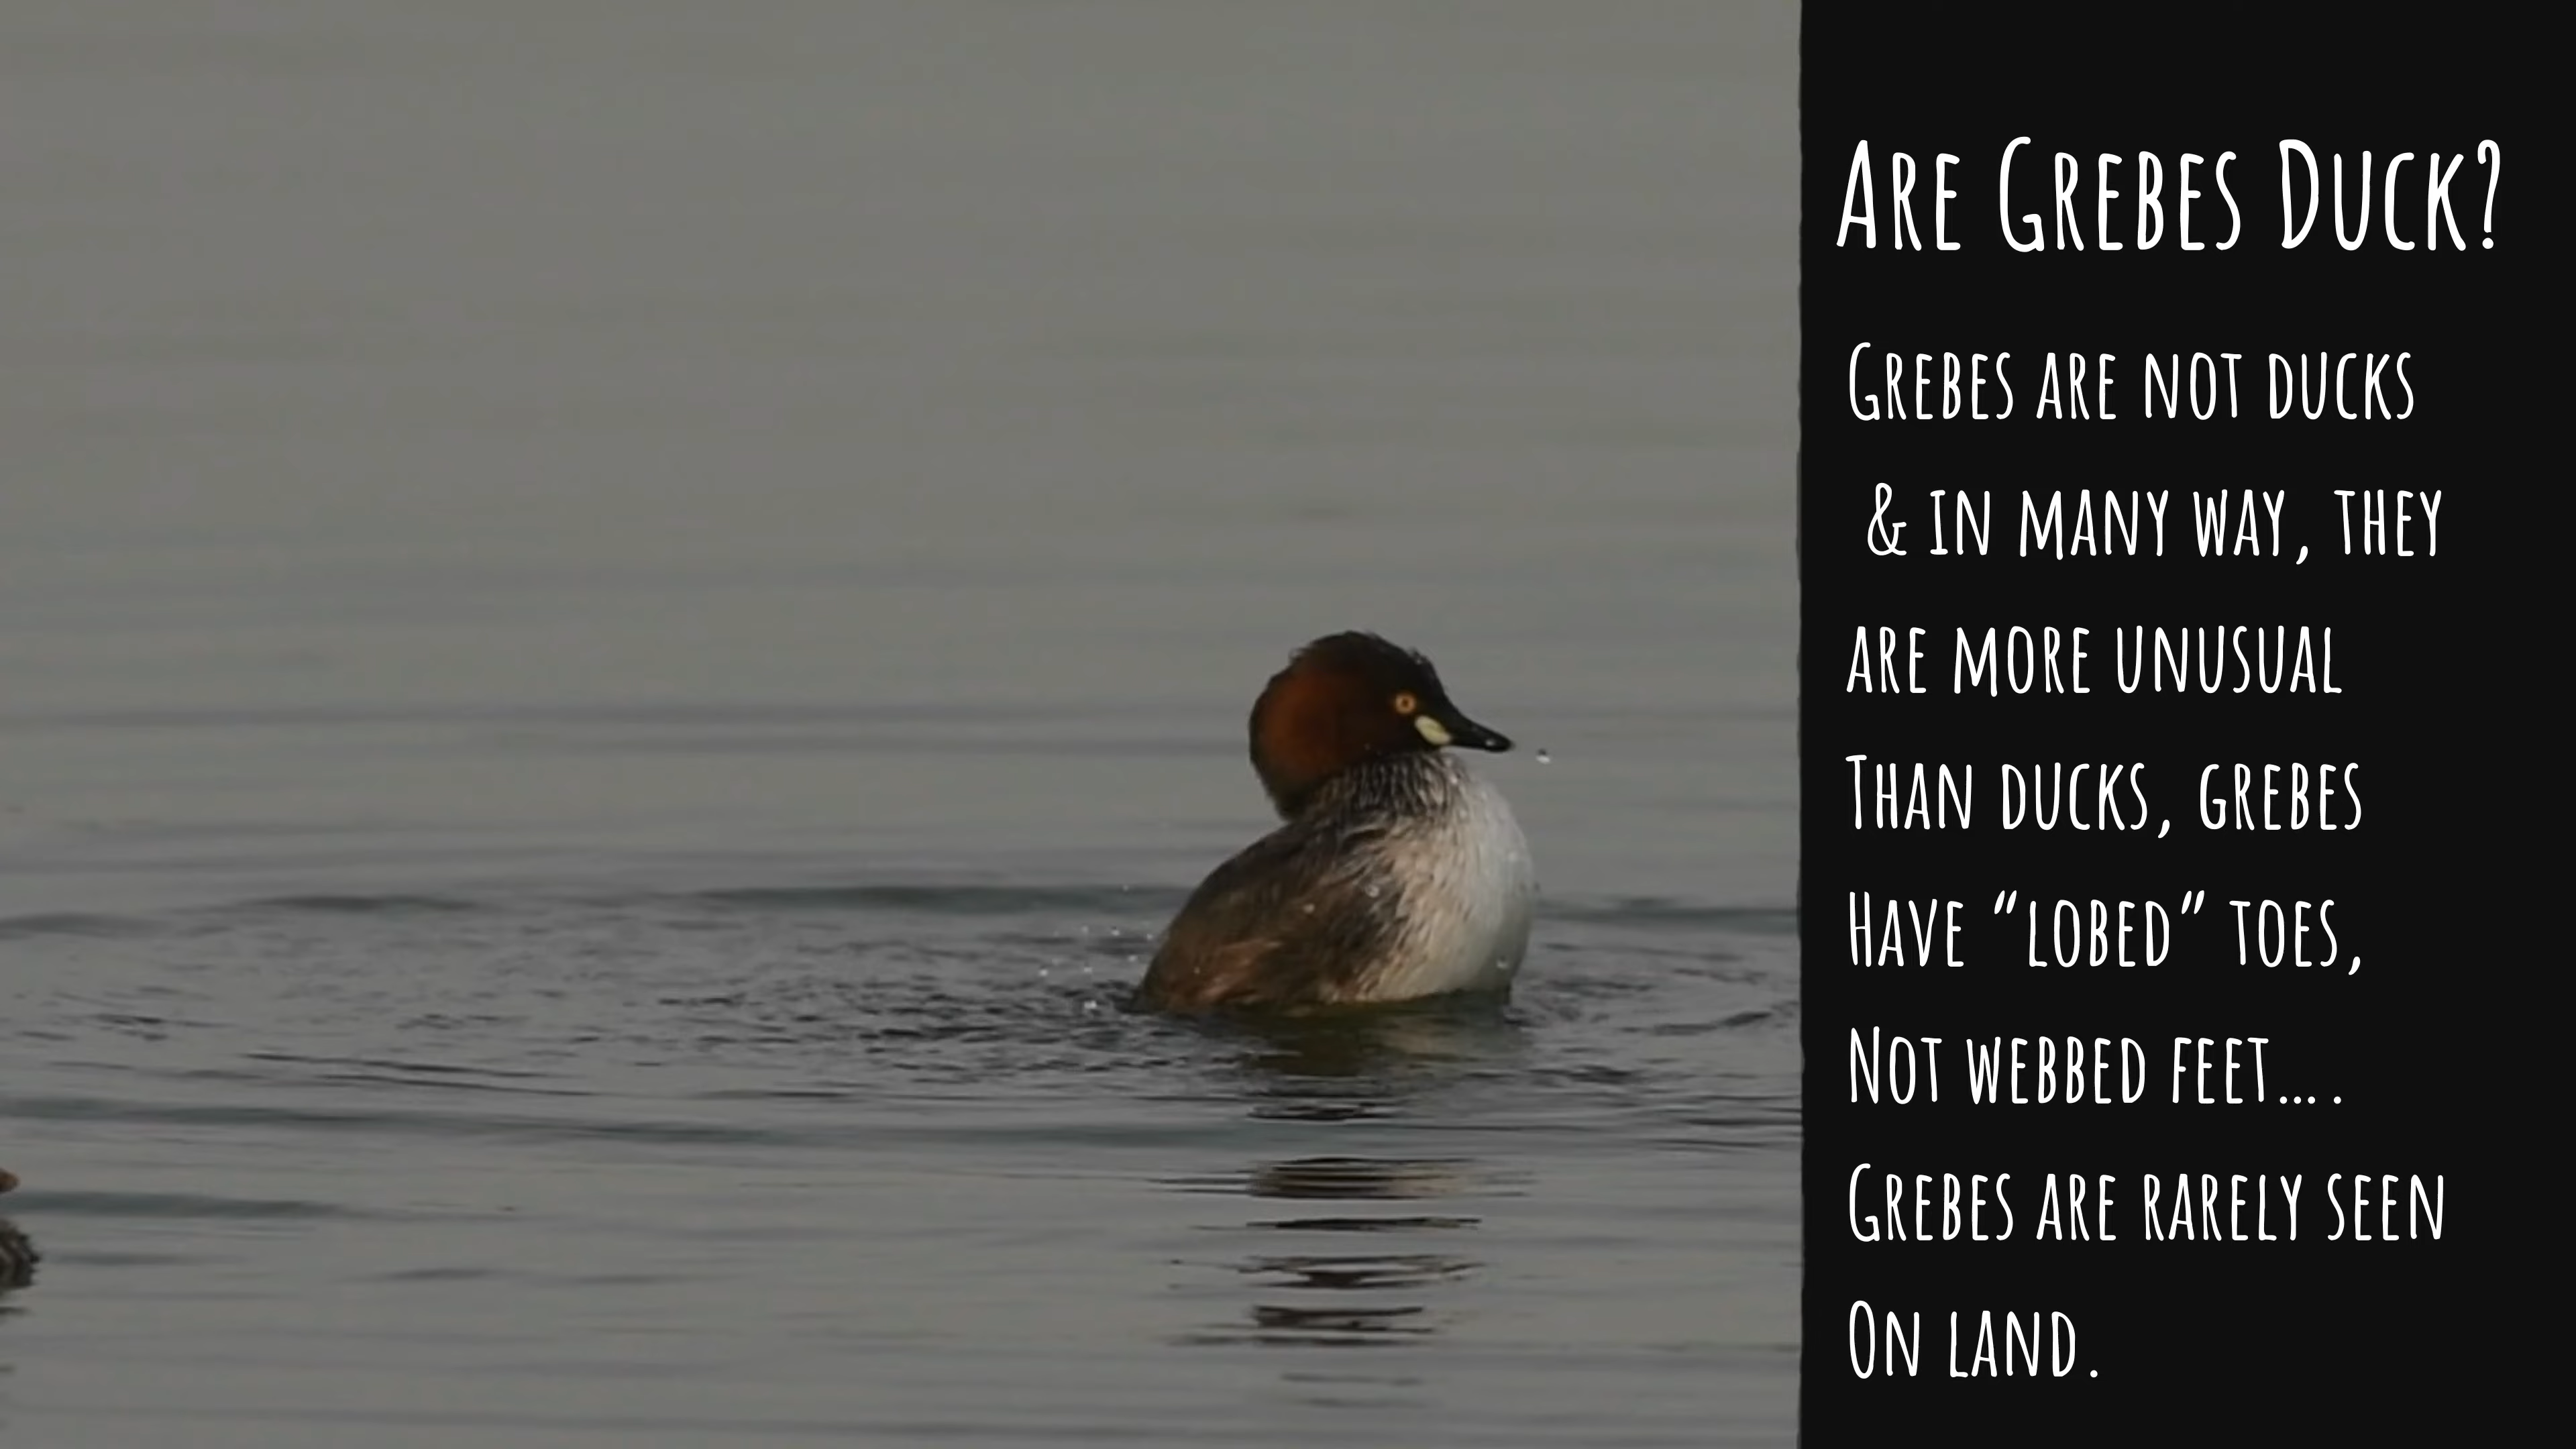 Are Grebes Duck?
Grebes are not ducks
& in many way, they
are more unusual
Than ducks, grebes
Have “lobed” toes,
Not webbed feet... .
Grebes are rarely seen
On land.